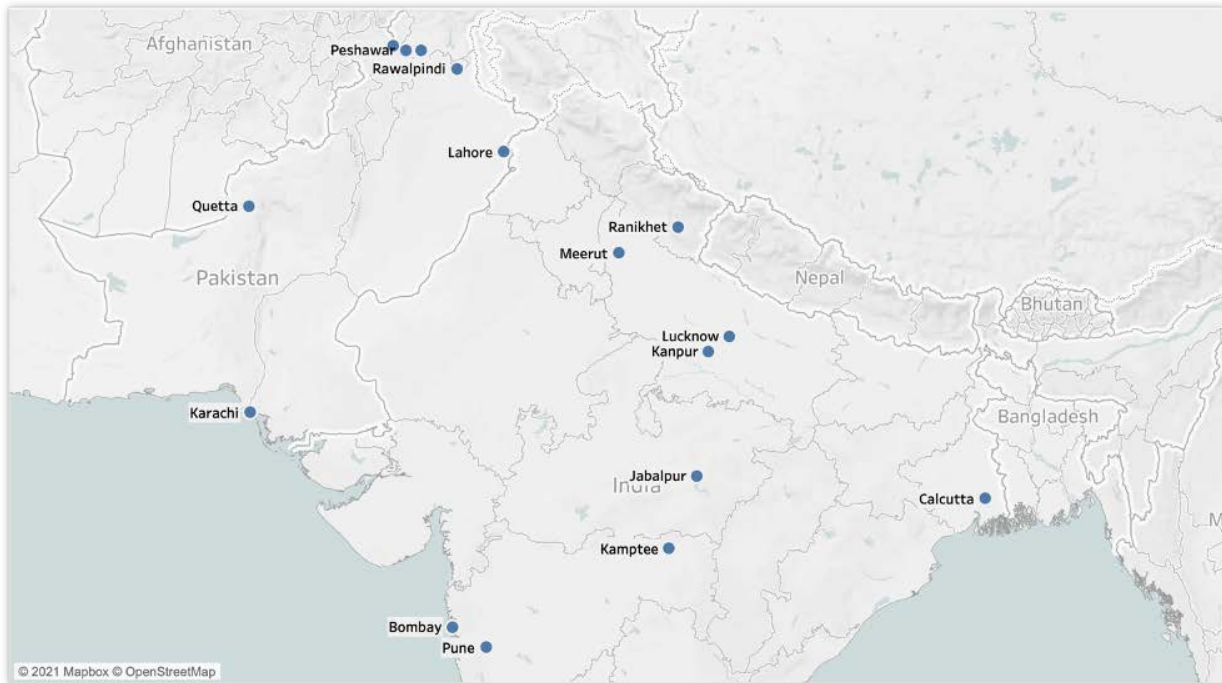 Afghanistan
Peshawar
Rawalpindi
Lahore
Quetta
Ranikhet
Meerut
Pakistan
Nepal
Bhutan
Lucknow
Kanpur
Karachi
Bangladesh
Jabalpur
India
Calcutta
M
Kamptee
Bombay
Pune
© 2021 Mapbox © OpenStreetMap